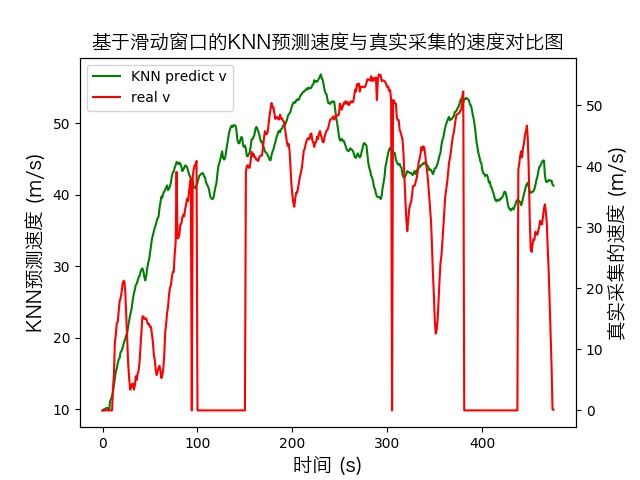 基于滑动窗口的KNN预测速度与真实采集的速度对比图
KNN predict v
real v
KNN预测速度 (m/s)
50
40
30
20
10
真实采集的速度 (m/s)
50
40
30
20
10
0
0 100 200 300 400
时间 (s)